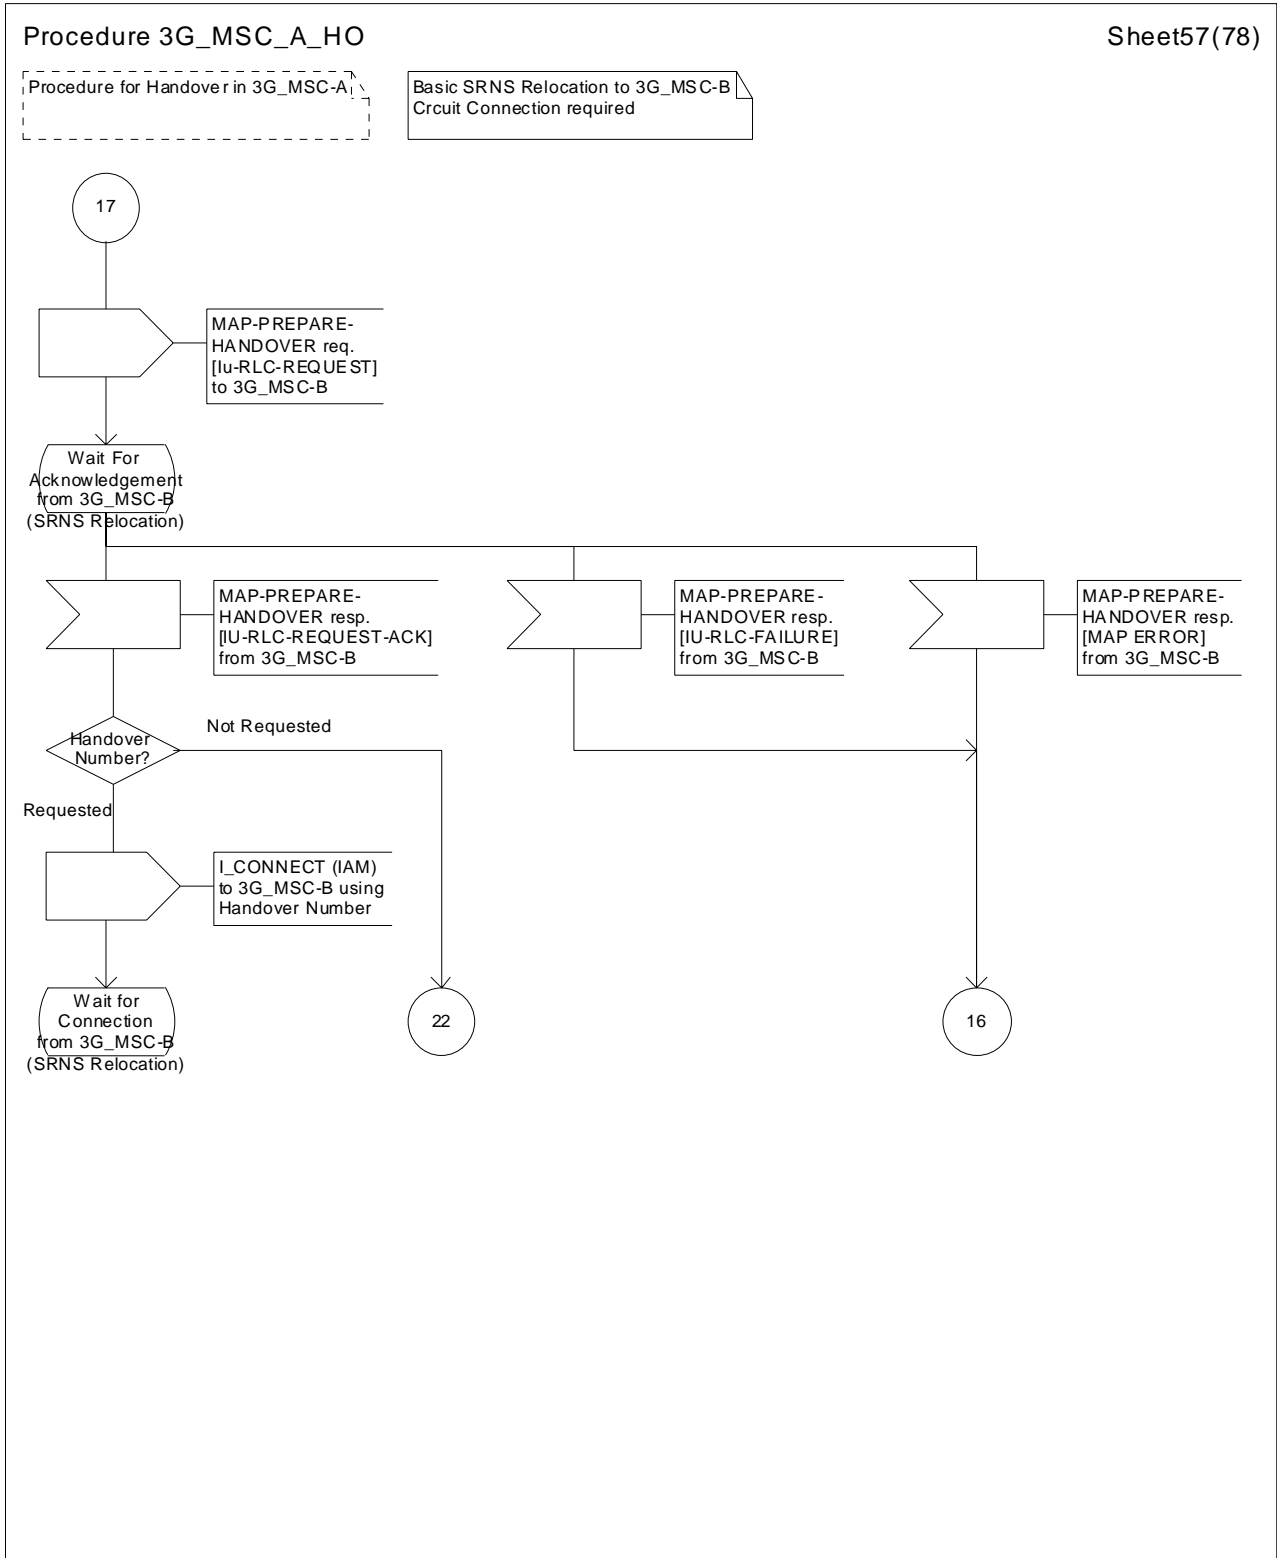 Procedure 3G_MSC_A_HO
Sheet57(78)
Procedure for Handover in 3G_MSC-A
Basic SRNS Relocation to 3G_MSC-B
Crcuit Connection required
17
MAP-PREPARE-
HANDOVER req.
[Iu-RLC-REQUEST]
to 3G_MSC-B
Wait For
Acknowledgement
from 3G_MSC-B
(SRNS Relocation)
MAP-PREPARE-
HANDOVER resp.
[IU-RLC-REQUEST-ACK]
from 3G_MSC-B
MAP-PREPARE-
HANDOVER resp.
[IU-RLC-FAILURE]
from 3G_MSC-B
MAP-PREPARE-
HANDOVER resp.
[MAP ERROR]
from 3G_MSC-B
Handover
Number?
Not Requested
Requested
I_CONNECT (IAM)
to 3G_MSC-B using
Handover Number
Wait for
Connection
from 3G_MSC-B
(SRNS Relocation)
22
16